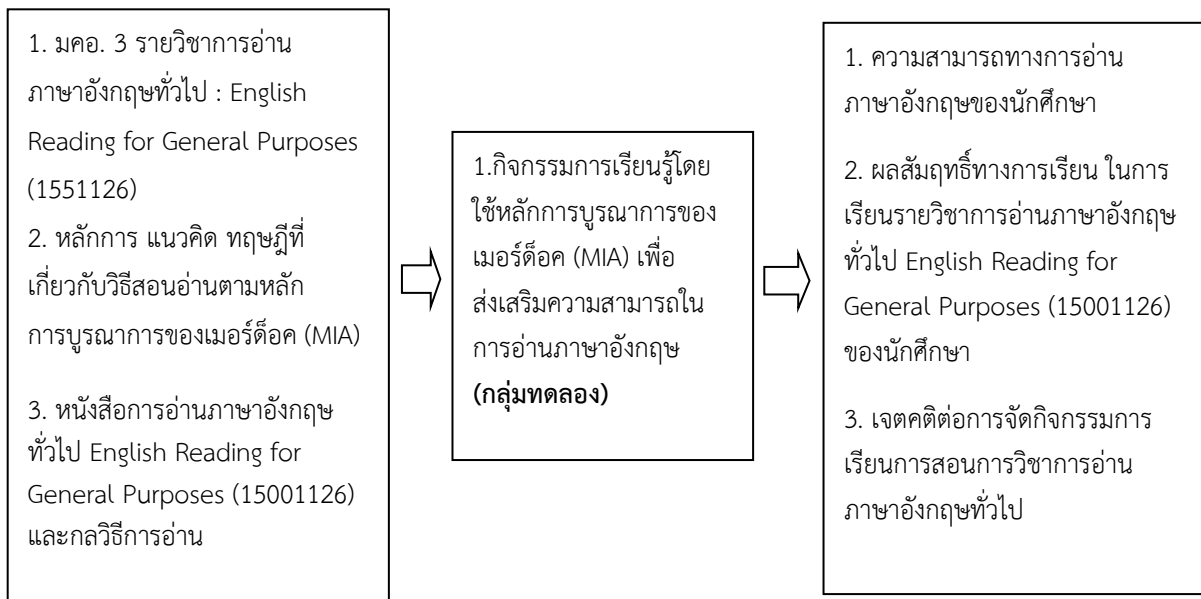 1. มคอ. 3 รายวิชาการอ่าน
ภาษาอังกฤษทั่วไป : English
Reading for General Purposes
(1551126)
2. หลักการ แนวคิด ทฤษฎีที่
เกี่ยวกับวิธีสอนอ่านตามหลัก
การบูรณาการของเมอร์ด็อค (MIA)
3. หนังสือการอ่านภาษาอังกฤษ
ทั่วไป English Reading for
General Purposes (15001126)
และกลวิธีการอ่าน
1.กิจกรรมการเรียนรู้โดย
ใช้หลักการบูรณาการของ
เมอร์ด็อค (MIA) เพื่อ
ส่งเสริมความสามารถใน
การอ่านภาษาอังกฤษ
(กลุ่มทดลอง)
1. ความสามารถทางการอ่าน
ภาษาอังกฤษของนักศึกษา
2. ผลสัมฤทธิ์ทางการเรียน ในการ
เรียนรายวิชาการอ่านภาษาอังกฤษ
ทั่วไป English Reading for
General Purposes (15001126)
ของนักศึกษา
3. เจตคติต่อการจัดกิจกรรมการ
เรียนการสอนการวิชาการอ่าน
ภาษาอังกฤษทั่วไป